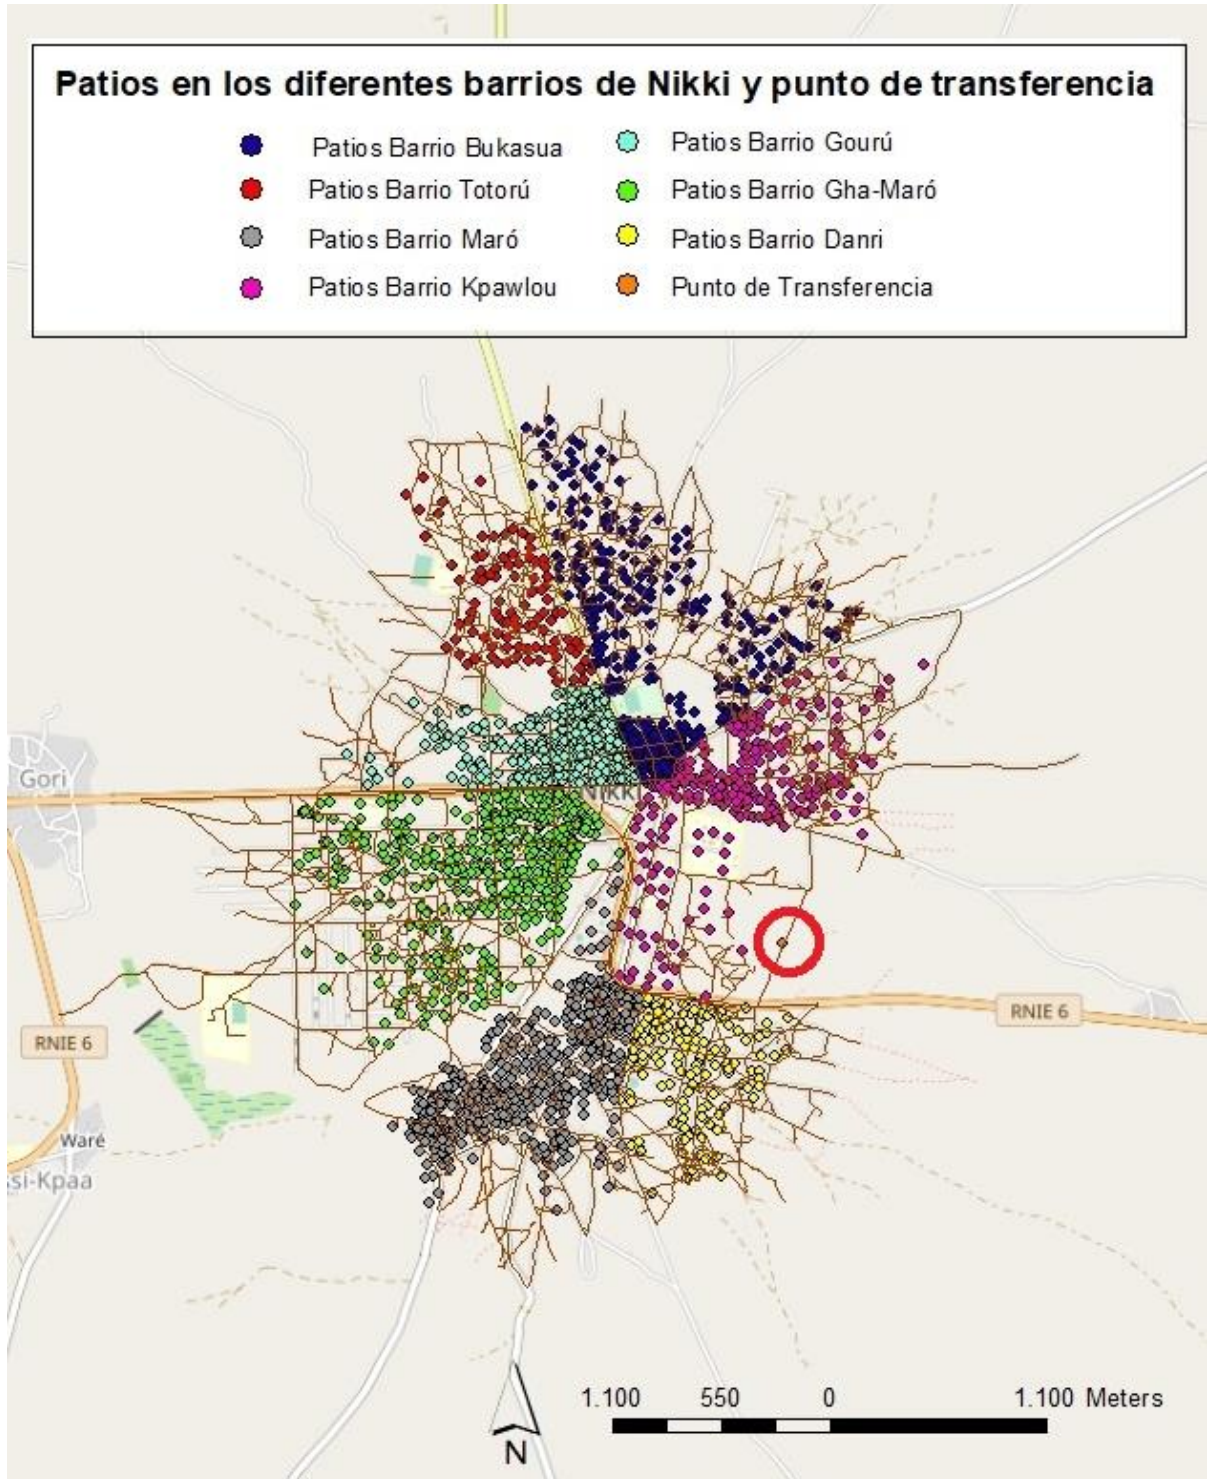 Patios en los diferentes barrios de Nikki y punto de transferencia
Patios Barrio Bukasua
Patios Barrio Gourú
Patios Barrio Totorú
Patios Barrio Gha-Maró
Patios Barrio Maró
Patios Barrio Danri
Patios Barrio Kpawlou
Punto de Transferencia
Gori
NIKKI
RNIE 6
RNIE 6
Waré
ssi-Kpaa
1.100 550 0 1.100 Meters
N